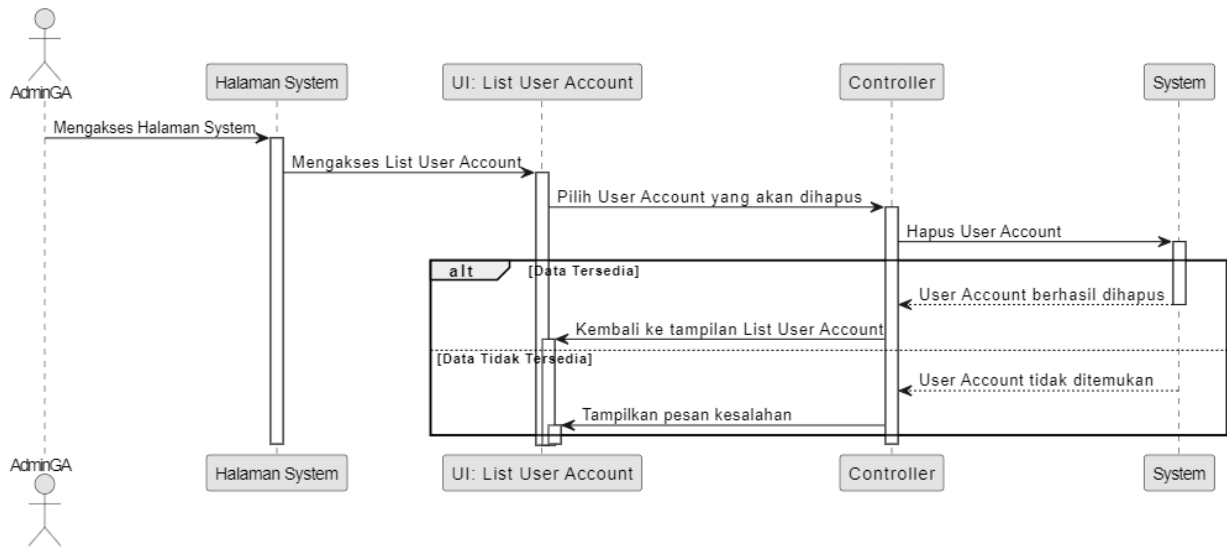 AdminGA
Halaman System
UI: List User Account
Controller
System
Mengakses Halaman System
Mengakses List User Account
Pilih User Account yang akan dihapus
Hapus User Account
alt
[Data Tersedia]
User Account berhasil dihapus
Kembali ke tampilan List User Account
[Data Tidak Tersedia]
User Account tidak ditemukan
Tampilkan pesan kesalahan
AdminGA
Halaman System
UI: List User Account
Controller
System